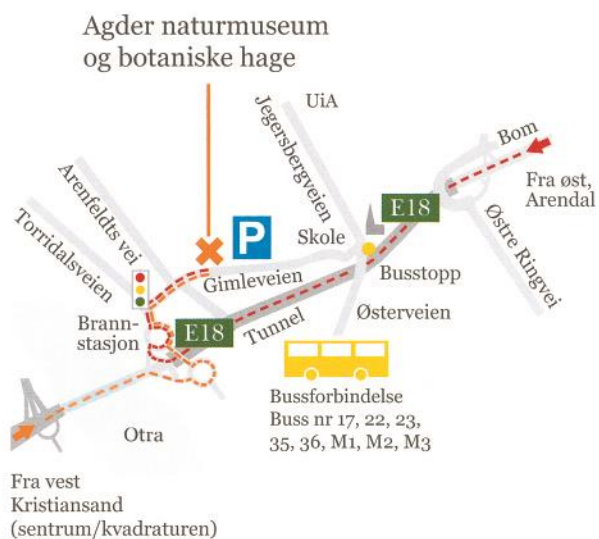 Agder naturmuseum
og botaniske hage
UiA
Jegersbergveien
Bom
Fra øst,
Arendal
Arenfeldts vei
Torridalsveien
P
Skole
E18
Østre Ringvei
Gimleveien
Busstopp
Brann-
stasjon
E18
Tunnel
Østerveien
Bussforbindelse
Buss nr 17, 22, 23,
35, 36, M1, M2, M3
Otra
Fra vest
Kristiansand
(sentrum/kvadraturen)